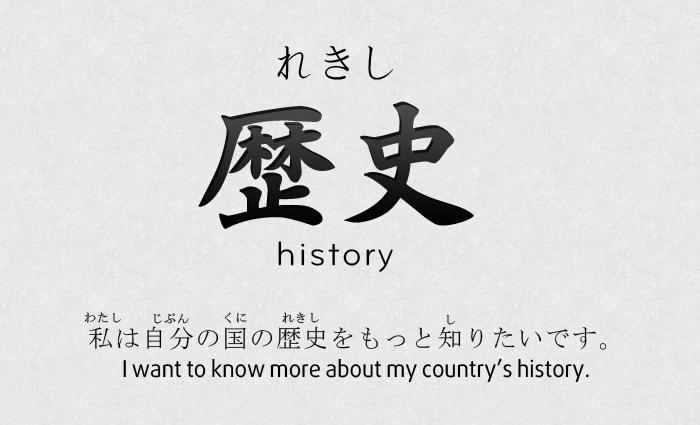 れきし
歴史
history
わたし じぶん くに れきし し
私は自分の国の歴史をもっと知りたいです。
I want to know more about my country's history.